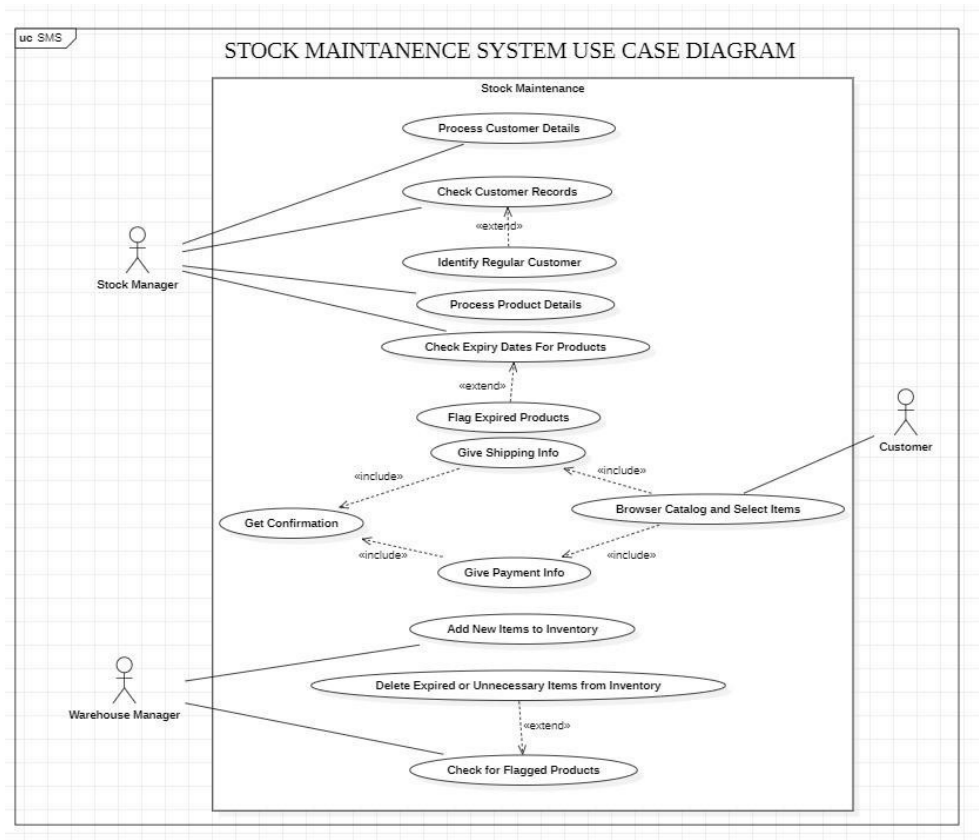 uc SMS
STOCK MAINTANENCE SYSTEM USE CASE DIAGRAM
Stock Maintenance
Process Customer Details
Check Customer Records
«extend»
Stock Manager
Identify Regular Customer
Process Product Details
Check Expiry Dates For Products
«extend»
Flag Expired Products
Customer
Give Shipping Info
«include»
«include»
Browser Catalog and Select Items
Get Confirmation
«include»
«include»
Give Payment Info
Add New Items to Inventory
Warehouse Manager
Delete Expired or Unnecessary Items from Inventory
«extend»
Check for Flagged Products